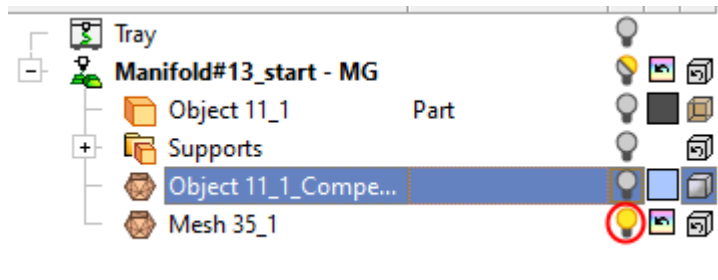 Tray
Manifold#13_start - MG
Object 11_1 Part
Supports
Object 11_1_Compe...
Mesh 35_1